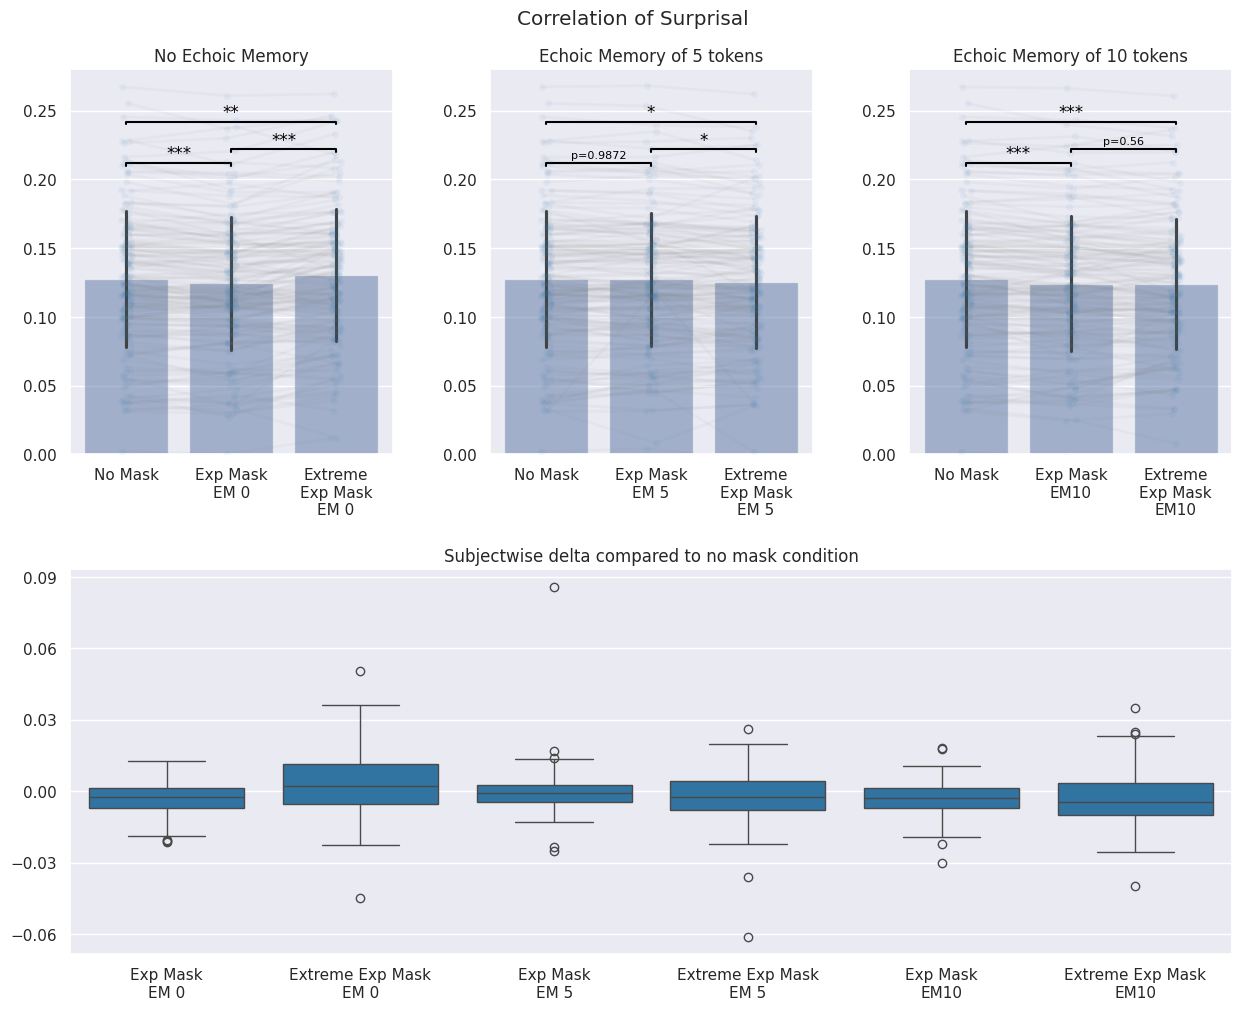 Correlation of Surprisal
No Echoic Memory
0.25
0.20
0.15
0.10
0.05
0.00
**
***
***
No Mask
Exp Mask
EM 0
Extreme
Exp Mask
EM 0
Echoic Memory of 5 tokens
0.25
0.20
0.15
0.10
0.05
0.00
*
*
p=0.9872
No Mask
Exp Mask
EM 5
Extreme
Exp Mask
EM 5
Echoic Memory of 10 tokens
0.25
0.20
0.15
0.10
0.05
0.00
***
p=0.56
***
No Mask
Exp Mask
EM10
Extreme
Exp Mask
EM10
Subjectwise delta compared to no mask condition
0.09
0.06
0.03
0.00
−0.03
−0.06
Exp Mask
EM 0
Extreme Exp Mask
EM 0
Exp Mask
EM 5
Extreme Exp Mask
EM 5
Exp Mask
EM10
Extreme Exp Mask
EM10